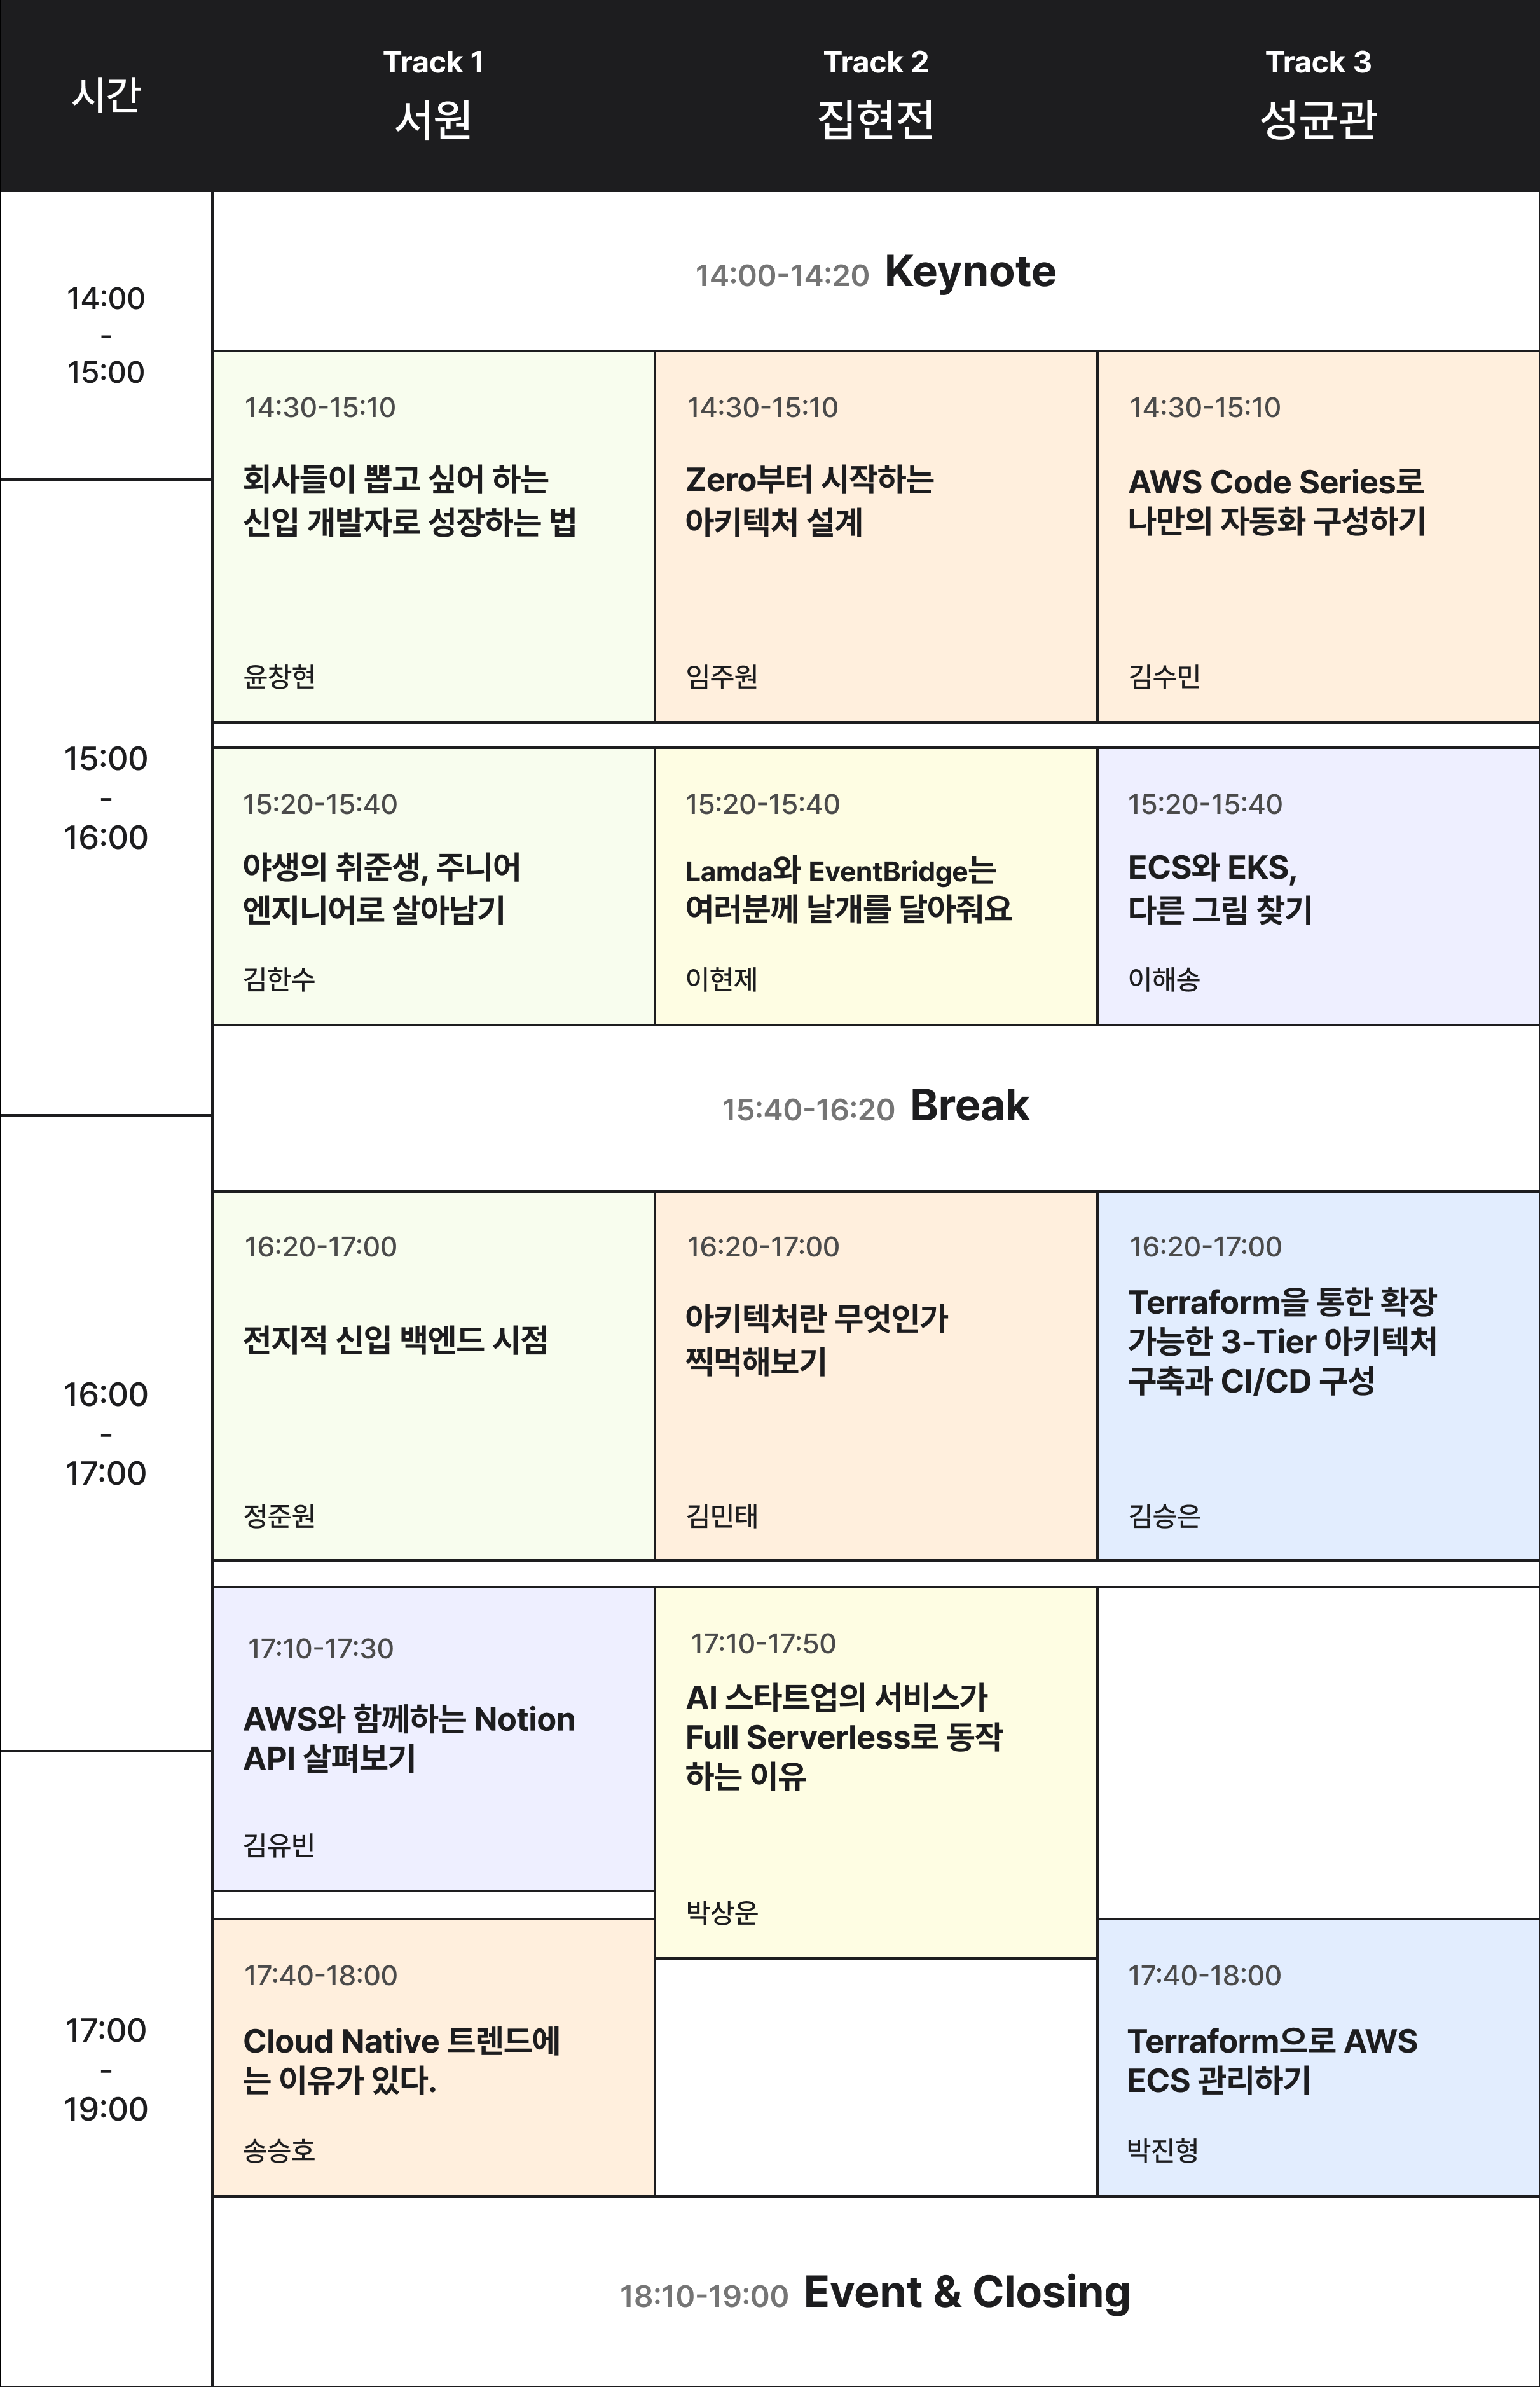 시간
Track 1
서원
Track 2
집현전
Track 3
성균관
14:00
-
15:00
14:00-14:20 Keynote
14:30-15:10
회사들이 뽑고 싶어 하는
신입 개발자로 성장하는 법
윤창현
14:30-15:10
Zero부터 시작하는
아키텍처 설계
임주원
14:30-15:10
AWS Code Series로
나만의 자동화 구성하기
김수민
15:00
-
16:00
15:20-15:40
야생의 취준생, 주니어
엔지니어로 살아남기
김한수
15:20-15:40
Lamda와 EventBridge는
여러분께 날개를 달아줘요
이현제
15:20-15:40
ECS와 EKS,
다른 그림 찾기
이해송
15:40-16:20 Break
16:00
-
17:00
16:20-17:00
전지적 신입 백엔드 시점
정준원
16:20-17:00
아키텍처란 무엇인가
찍먹해보기
김민태
16:20-17:00
Terraform을 통한 확장
가능한 3-Tier 아키텍처
구축과 CI/CD 구성
김승은
17:10-17:30
AWS와 함께하는 Notion
API 살펴보기
김유빈
17:10-17:50
AI 스타트업의 서비스가
Full Serverless로 동작
하는 이유
박상운
17:00
-
19:00
17:40-18:00
Cloud Native 트렌드에
는 이유가 있다.
송승호
17:40-18:00
Terraform으로 AWS
ECS 관리하기
박진형
18:10-19:00 Event & Closing